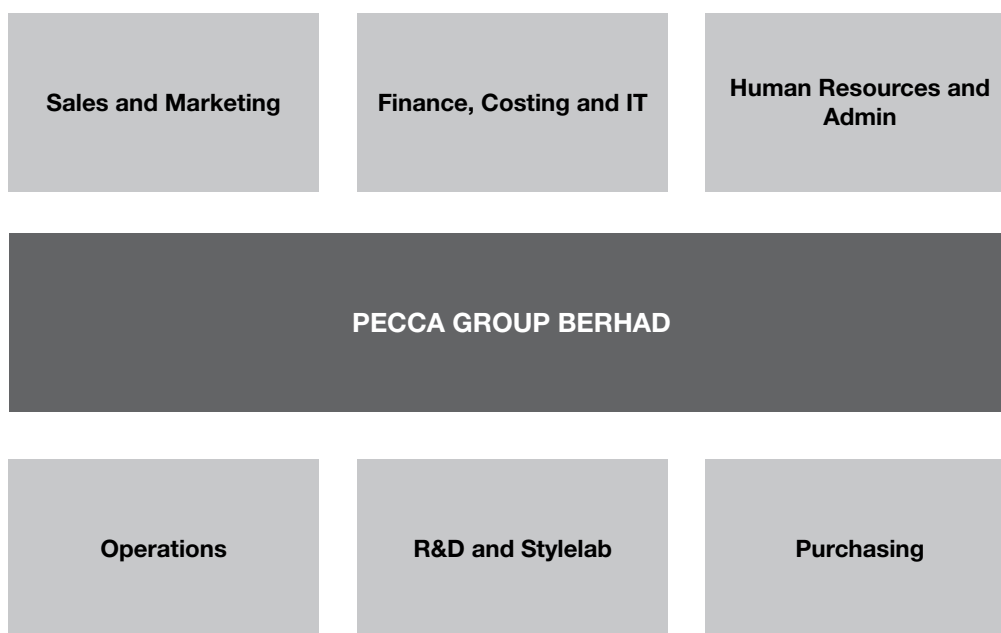 Sales and Marketing
Finance, Costing and IT
Human Resources and
Admin
PECCA GROUP BERHAD
Operations
R&D and Stylelab
Purchasing